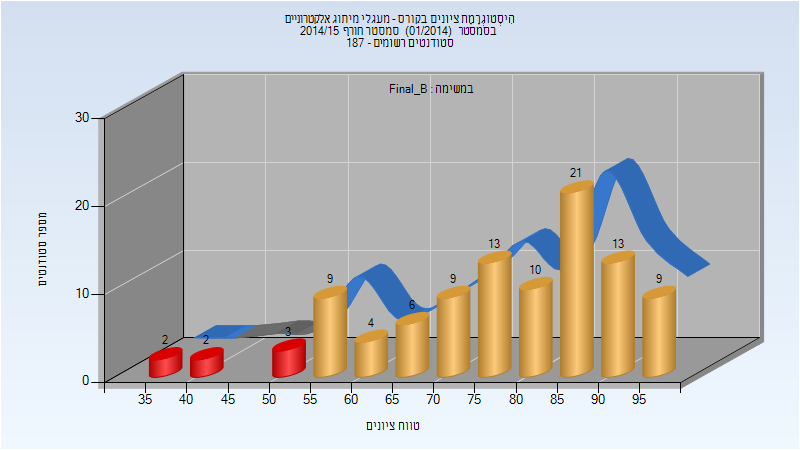 הִיסְטוֹגְרָמַת ציונים בקורס - מעגלי מיתוג אלקטרוניים
בסמסטר (01/2014) סמסטר חורף 2014/15
סטודנטים רשומים - 187
במשימה : Final_B
מספר סטודנטים
30
20
10
0
2
2
3
9
4
6
9
13
10
21
13
9
35 40 45 50 55 60 65 70 75 80 85 90 95
טווח ציונים